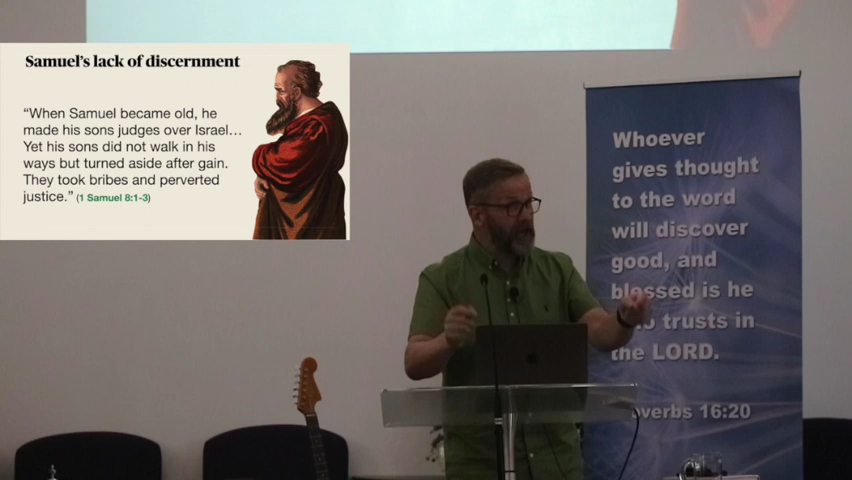 Samuel's lack of discernment
“When Samuel became old, he
made his sons judges over Israel…
Yet his sons did not walk in his
ways but turned aside after gain.
They took bribes and perverted
justice.” (1 Samuel 8:1-3)
Whoever
gives thought
to the word
will discover
good, and
blessed is he
trusts in
the LORD.
16:20